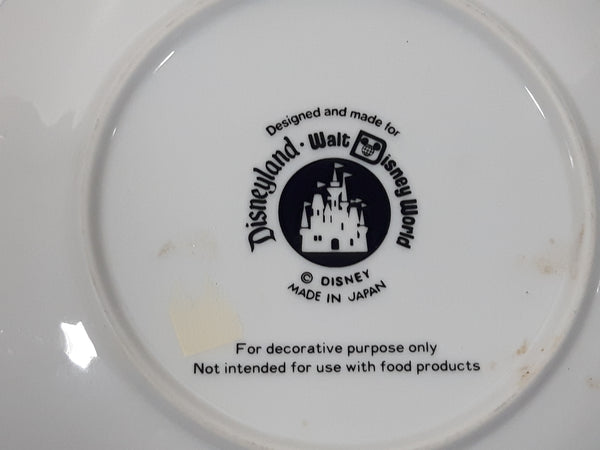 Designed and made for
Disneyland · Walt Disney World
© DISNEY
MADE IN JAPAN
For decorative purpose only
Not intended for use with food products